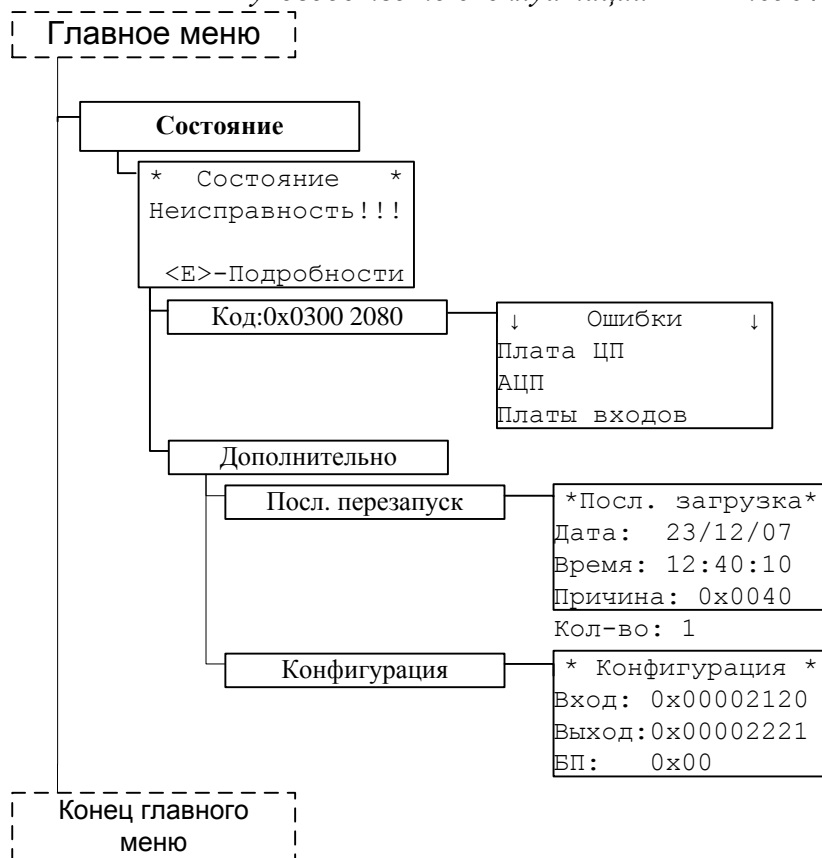 Главное меню
Состояние
*  Состояние  *
Неисправность!!!
<E>-Подробности
Код:0x0300 2080
↓   Ошибки   ↓
Плата ЦП
АЦП
Платы входов
Дополнительно
Посл. перезапуск
*Посл. загрузка*
Дата:  23/12/07
Время: 12:40:10
Причина: 0x0040
Кол-во: 1
Конфигурация
* Конфигурация *
Вход: 0x00002120
Выход:0x00002221
БП:   0x00
Конец главного
меню